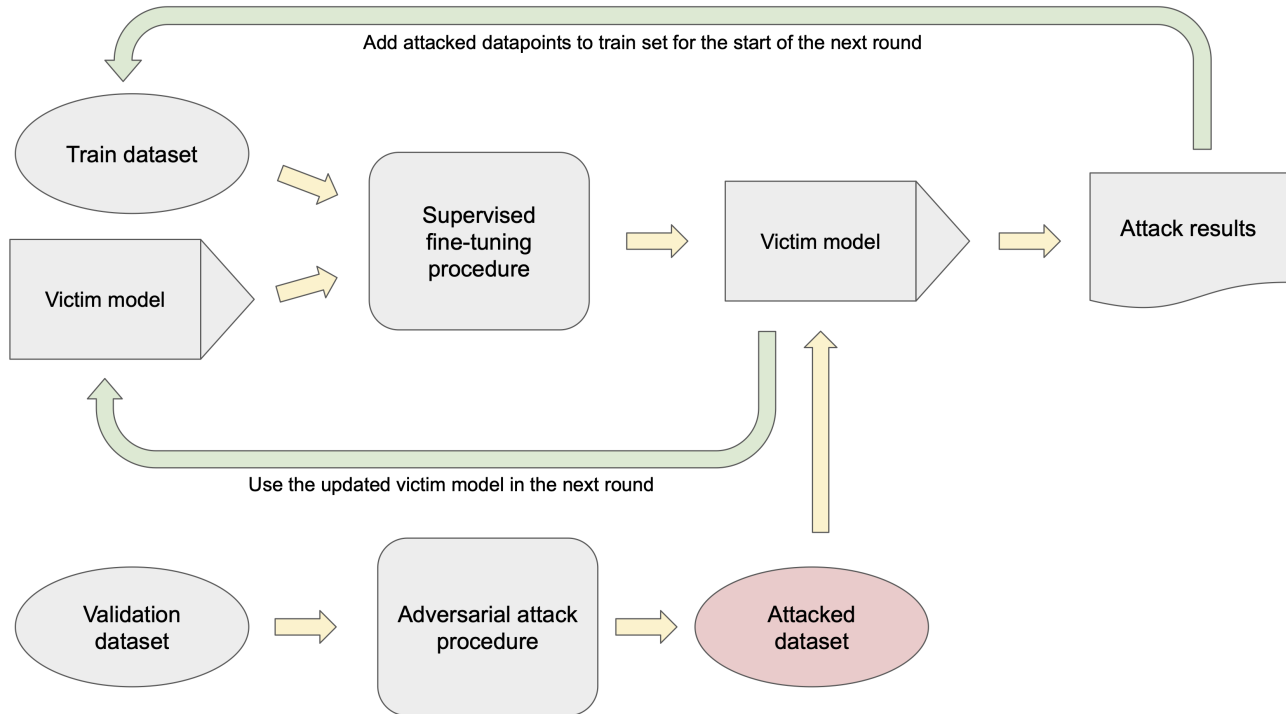 Add attacked datapoints to train set for the start of the next round
Train dataset
Supervised
fine-tuning
procedure
Victim model
Attack results
Victim model
Use the updated victim model in the next round
Validation
dataset
Adversarial attack
procedure
Attacked
dataset